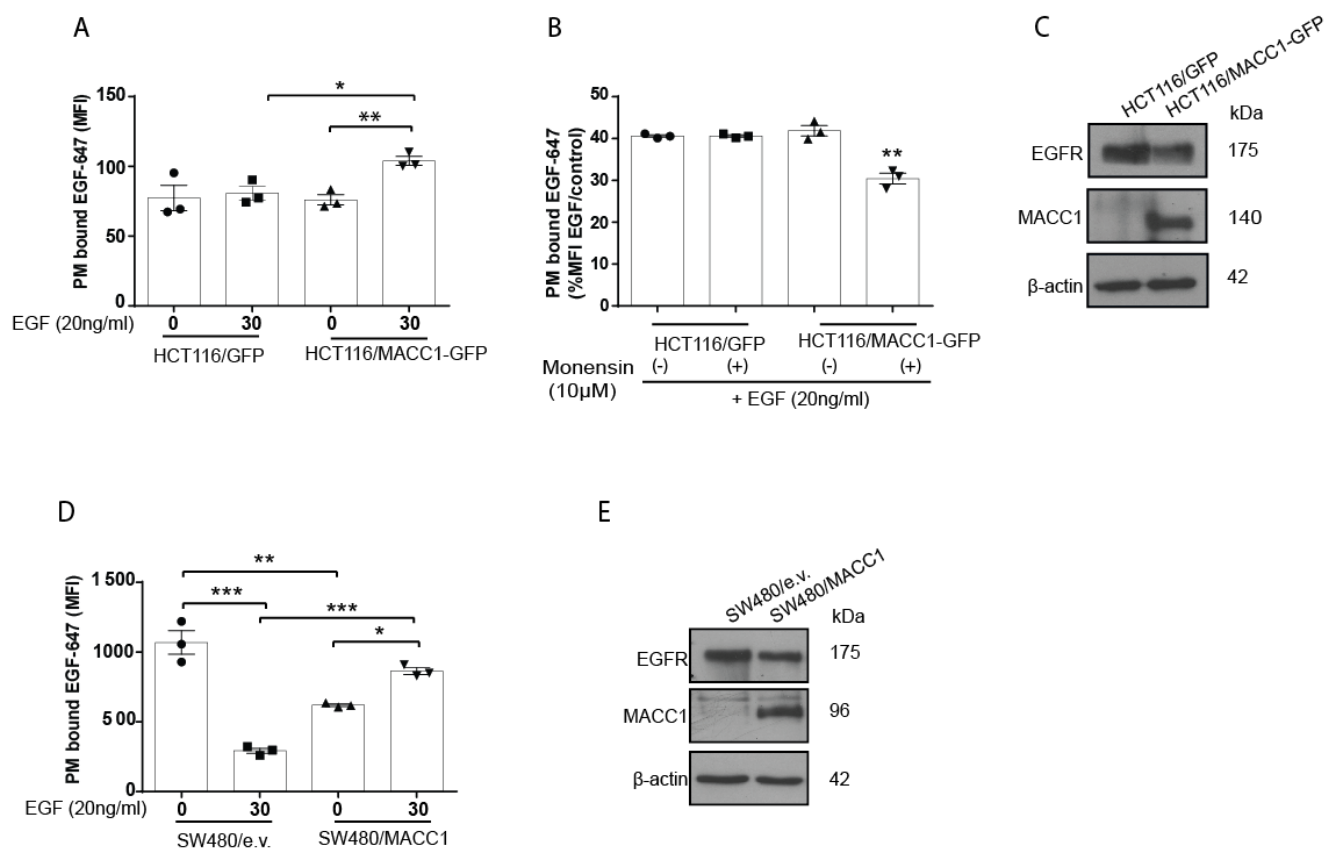 A
PM bound EGF-647 (MFI)
150
100
50
0
*
**
EGF (20ng/ml)
0
30
0
30
HCT116/GFP
HCT116/MACC1-GFP
B
PM bound EGF-647
(%MFI EGF/control)
50
40
30
20
10
0
**
HCT116/GFP
HCT116/MACC1-GFP
Monensin
(10µM)
(-)
(+)
(-)
(+)
+ EGF (20ng/ml)
C
HCT116/GFP
HCT116/MACC1-GFP
kDa
EGFR
175
MACC1
140
β-actin
42
D
PM bound EGF-647 (MFI)
1 500
1000
500
0
**
***
***
*
EGF (20ng/ml)
0
30
0
30
SW480/e.v.
SW480/MACC1
E
SW480/e.v.
SW480/MACC1
kDa
EGFR
175
MACC1
96
β-actin
42